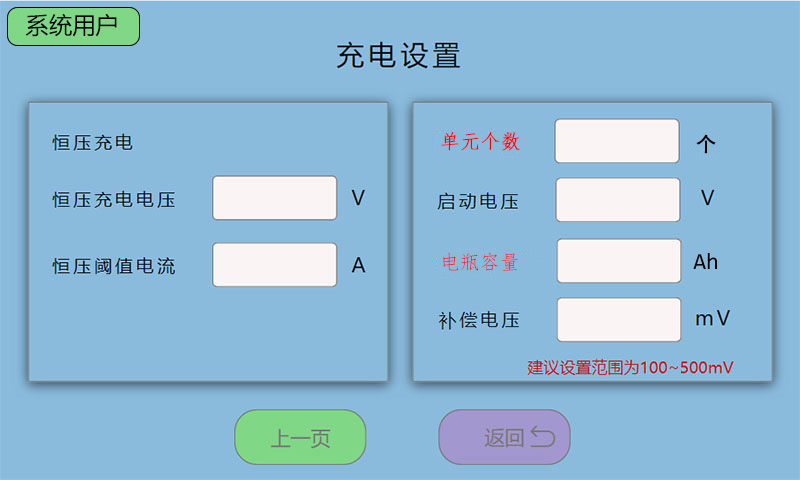 系统用户
充电设置
恒压充电
恒压充电电压 V
恒压阈值电流 A
单元个数 个
启动电压 V
电瓶容量 Ah
补偿电压 mV
建议设置范围为100~500mV
上一页
返回